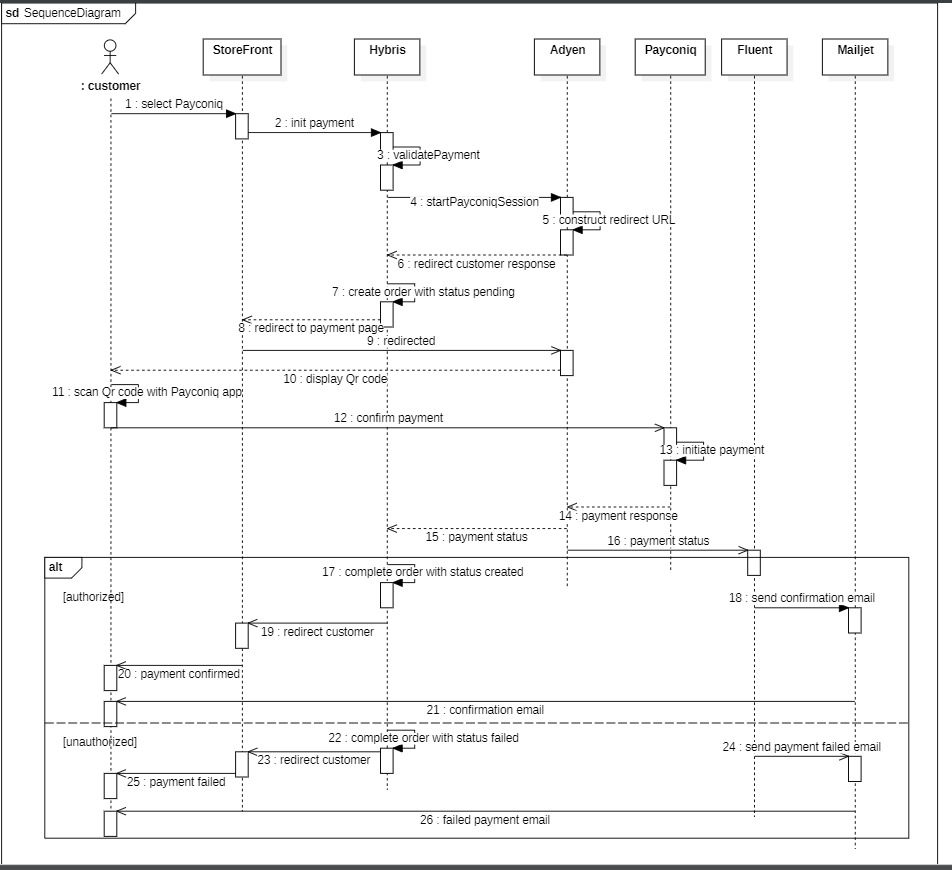 sd SequenceDiagram
StoreFront
Hybris
Adyen
Payconiq
Fluent
Mailjet
: customer
1 : select Payconiq
2 : init payment
3 : validatePayment
4 : startPayconiqSession
5 : construct redirect URL
6 : redirect customer response
7 : create order with status pending
8 : redirect to payment page
9 : redirected
10 : display Qr code
11 : scan Qr code with Payconiq app
12 : confirm payment
13 : initiate payment
14 : payment response
15 : payment status
16 : payment status
alt
17 : complete order with status created
[authorized]
18 : send confirmation email
19 : redirect customer
20 : payment confirmed
21 : confirmation email
22 : complete order with status failed
[unauthorized]
24 : send payment failed email
23 : redirect customer
25 : payment failed
26 : failed payment email